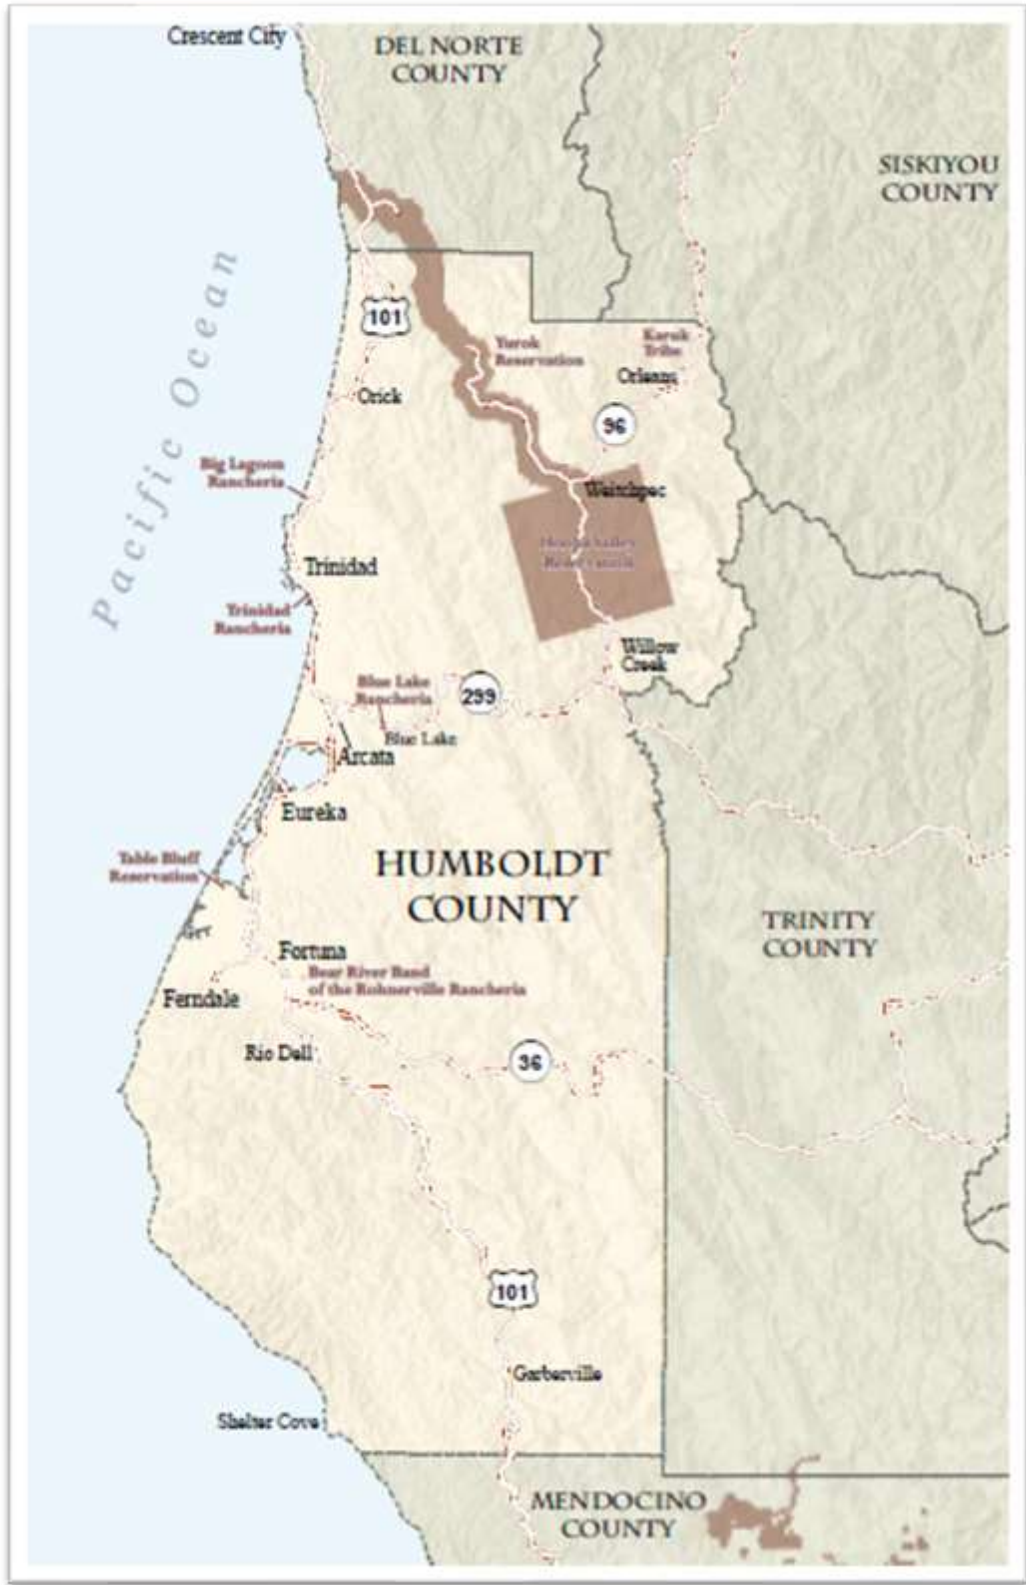 Crescent City
DEL NORTE
COUNTY
SISKIYOU
COUNTY
Pacific Ocean
101
Yurok
Reservation
Karuk
Tribe
Orleans
Orick
96
Big Lagoon
Rancheria
Weitchpec
Hoopa Valley
Reservation
Trinidad
Trinidad
Rancheria
Willow
Creek
Blue Lake
Rancheria
299
Blue Lake
Arcata
Eureka
Table Bluff
Reservation
HUMBOLDT
COUNTY
TRINITY
COUNTY
Fortuna
Bear River Band
of the Rohnerville Rancheria
Ferndale
Rio Dell
36
101
Garberville
Shelter Cove
MENDOCINO
COUNTY